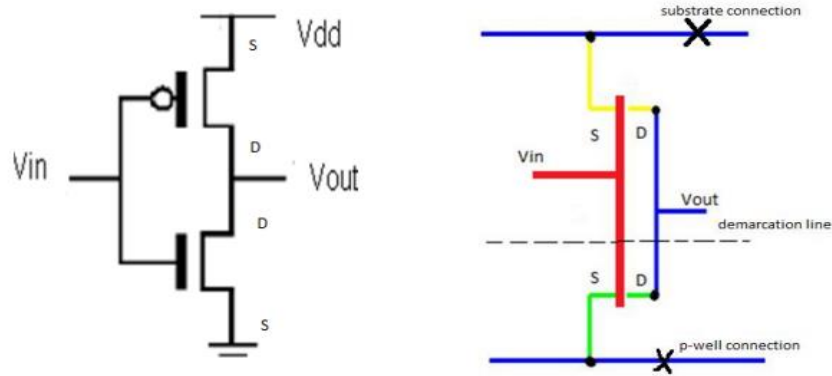 substrate connection
S
Vdd
D
Vin
Vout
D
S
S
D
Vin
Vout
demarcation line
S
D
p-well connection